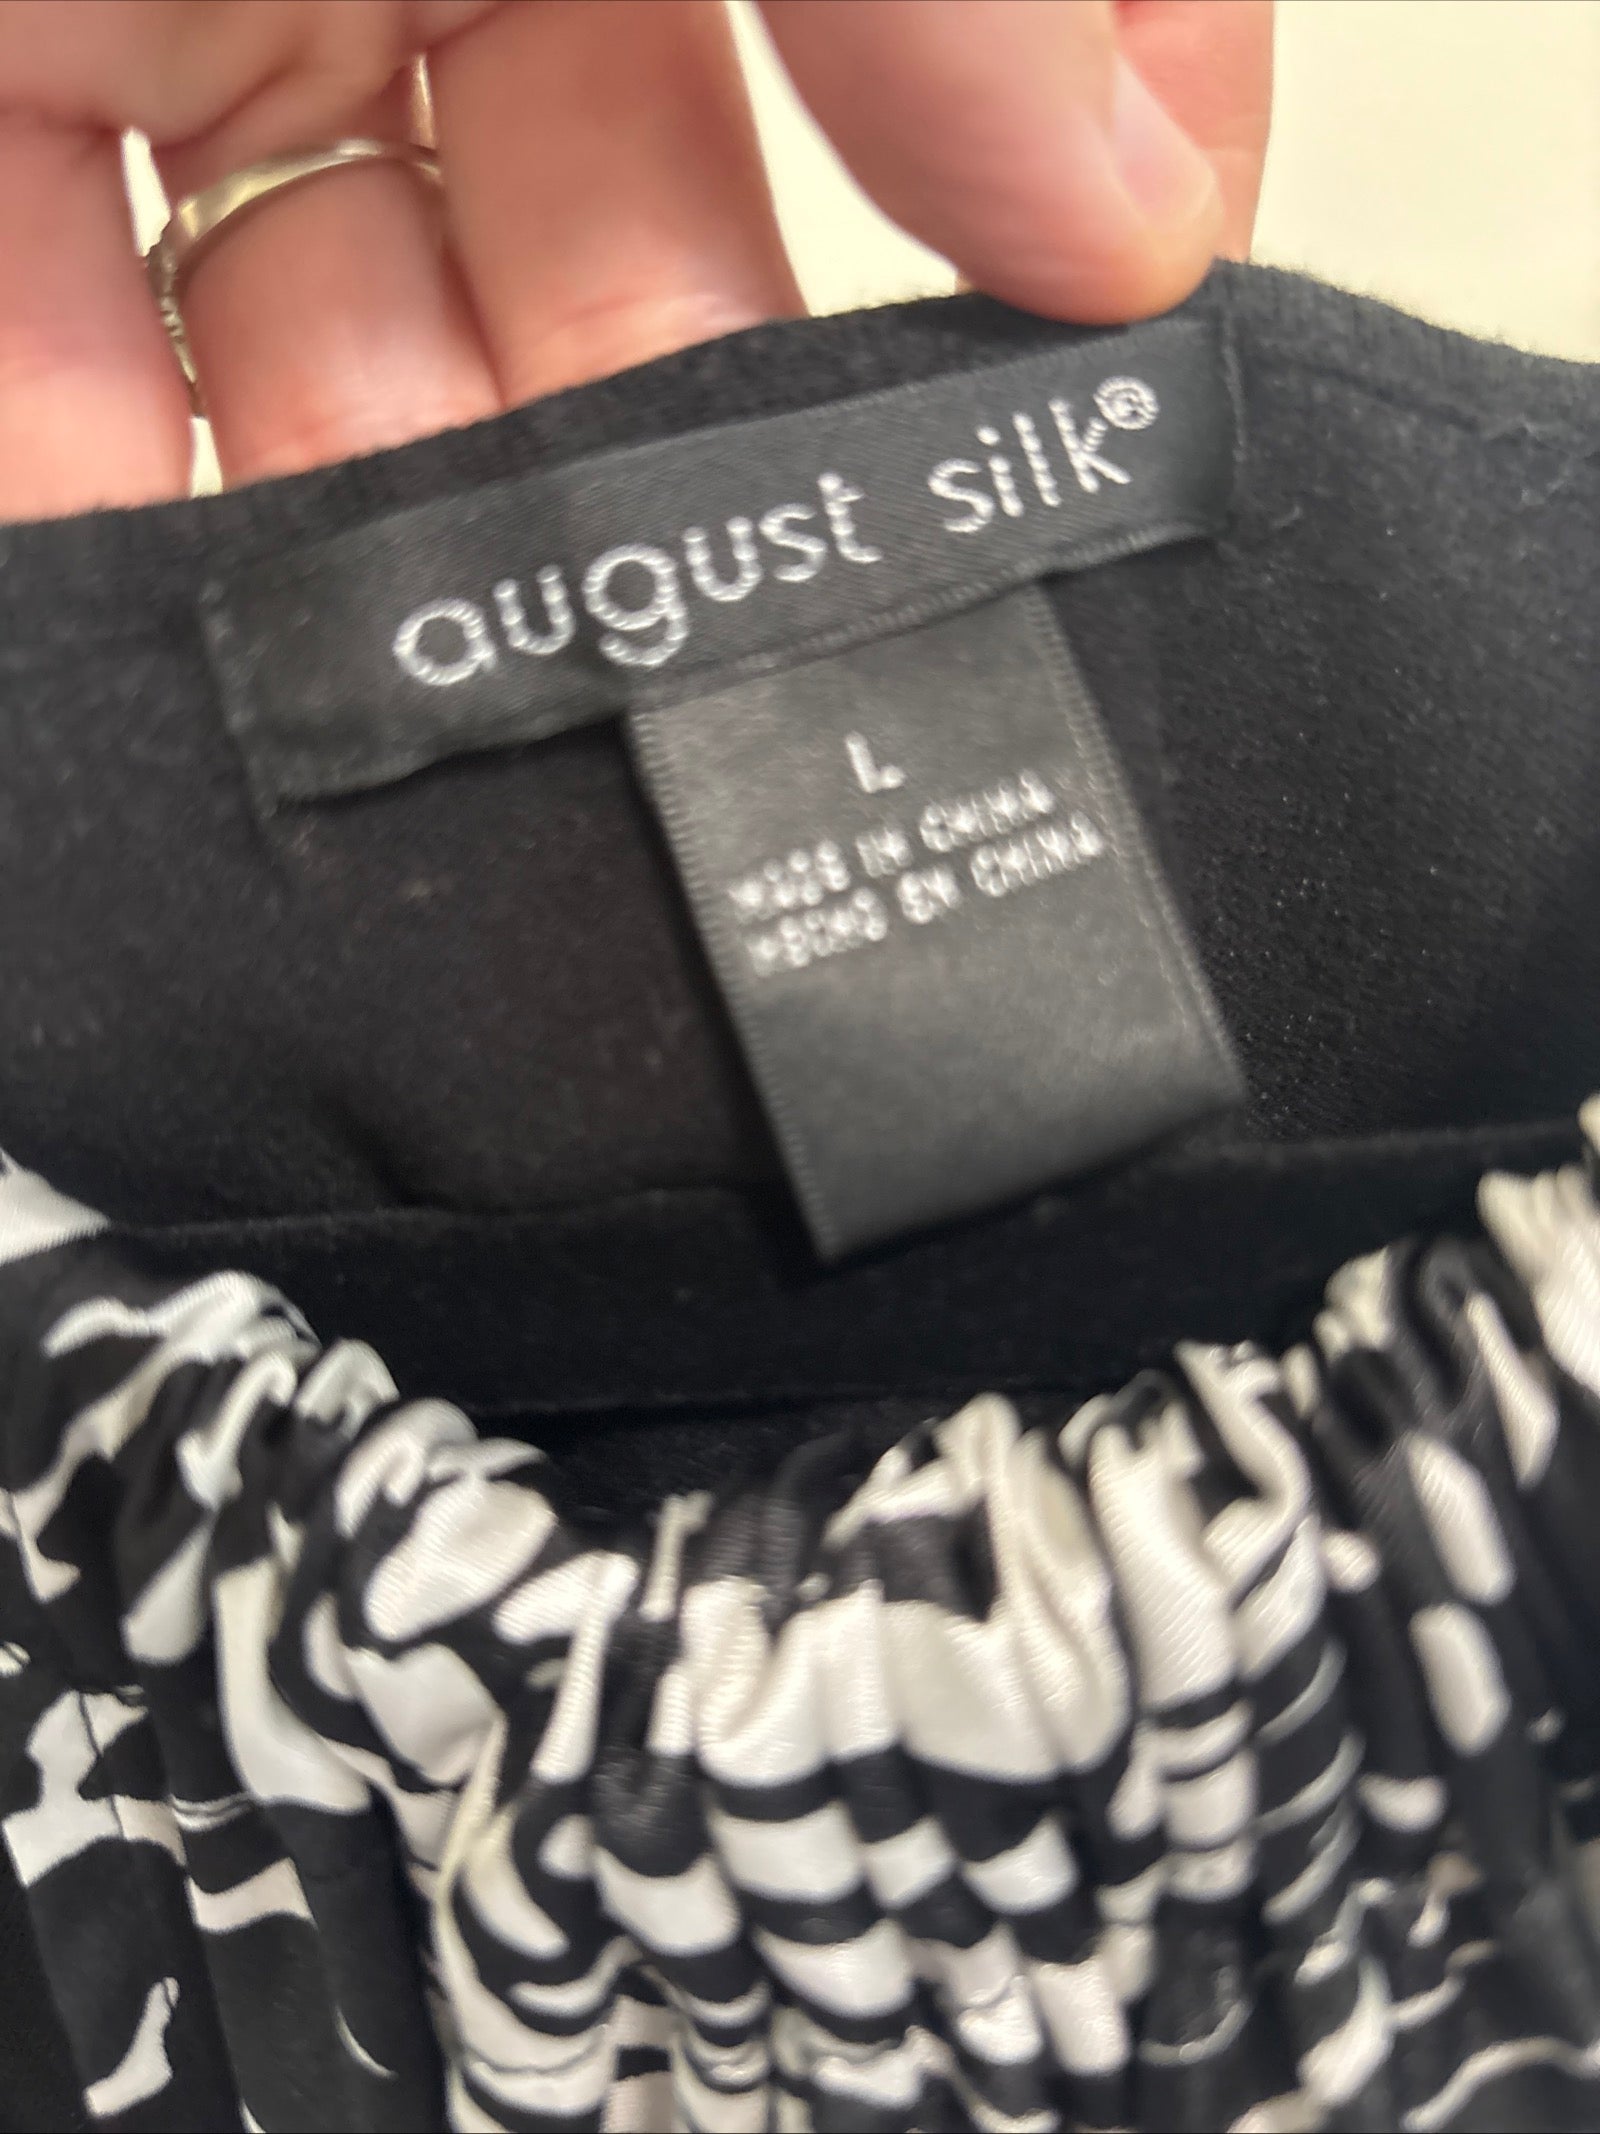 august silk®
L
MADE IN CHINA
HECHO EN CHINA